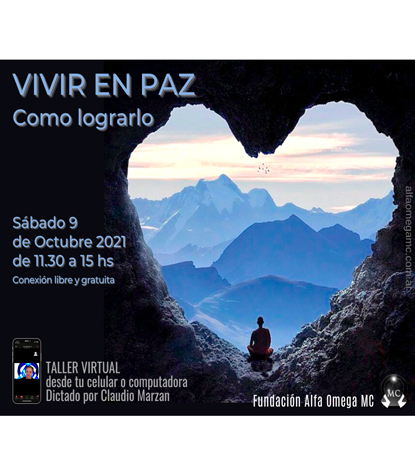 VIVIR EN PAZ
Como lograrlo
Sábado 9
de Octubre 2021
de 11.30 a 15 hs
Conexión libre y gratuita
TALLER VIRTUAL
desde tu celular o computadora
Dictado por Claudio Marzan
Fundación Alfa Omega MC
MC
alfaomegamc.com.ar